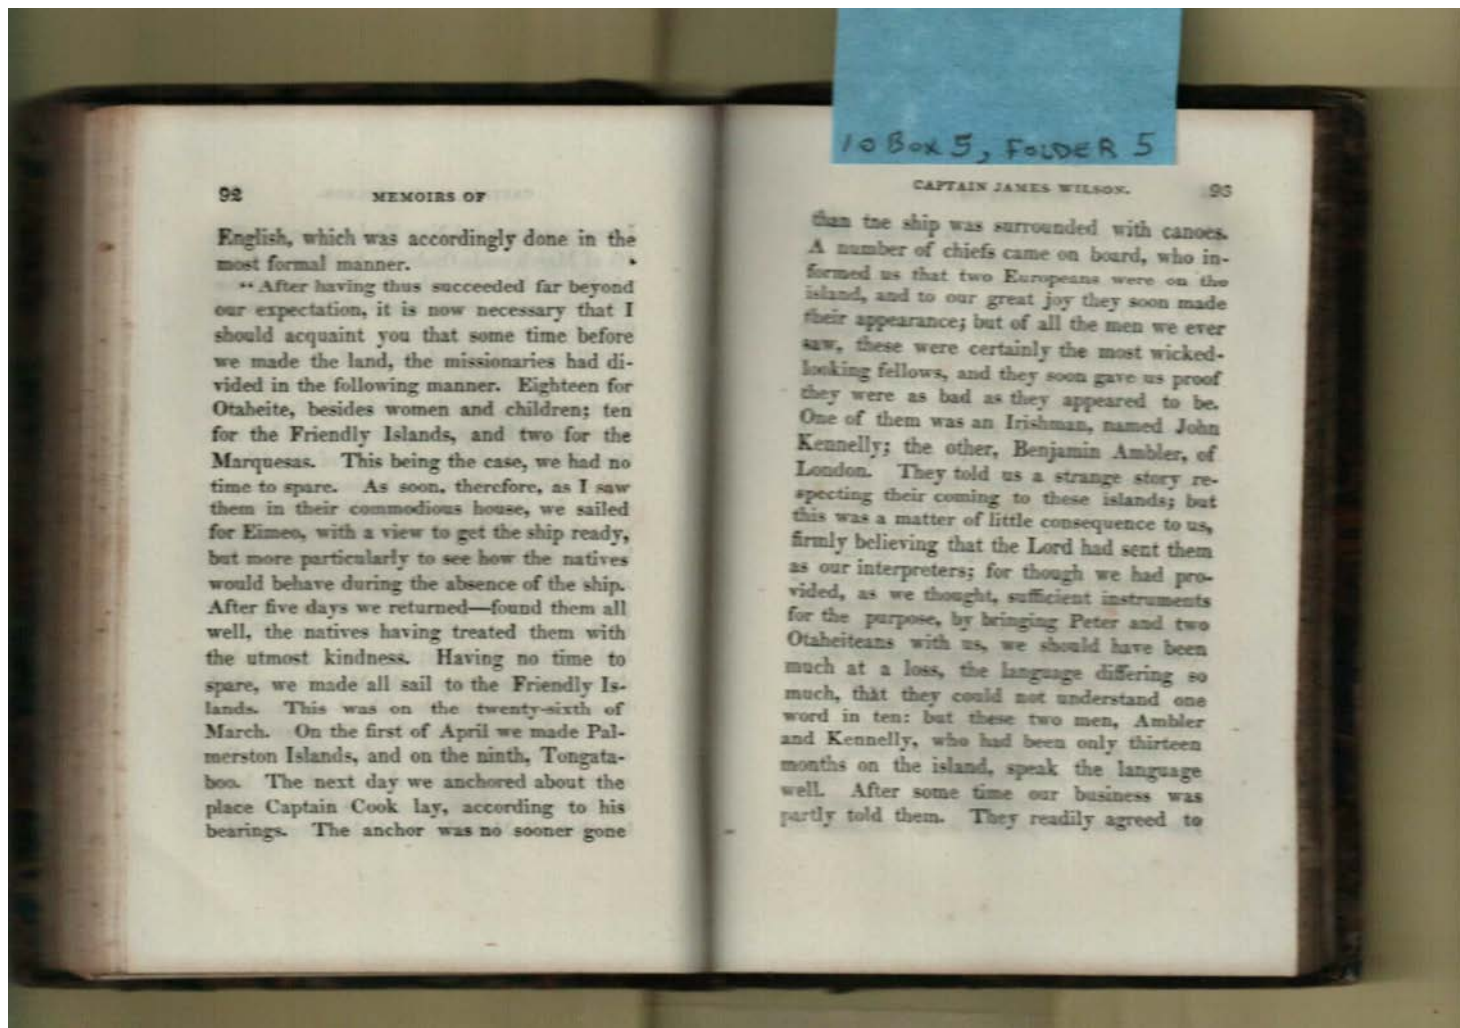 10 Box 5, FOLDER 5
92 MEMOIRS OF
English, which was accordingly done in the
most formal manner.
"After having thus succeeded far beyond
our expectation, it is now necessary that I
should acquaint you that some time before
we made the land, the missionaries had di-
vided in the following manner. Eighteen for
Otaheite, besides women and children; ten
for the Friendly Islands, and two for the
Marquesas. This being the case, we had no
time to spare. As soon, therefore, as I saw
them in their commodious house, we sailed
for Eimeo, with a view to get the ship ready,
but more particularly to see how the natives
would behave during the absence of the ship.
After five days we returned—found them all
well, the natives having treated them with
the utmost kindness. Having no time to
spare, we made all sail to the Friendly Is-
lands. This was on the twenty-sixth of
March. On the first of April we made Pal-
merston Islands, and on the ninth, Tongata-
boo. The next day we anchored about the
place Captain Cook lay, according to his
bearings. The anchor was no sooner gone
CAPTAIN JAMES WILSON. 93
than tne ship was surrounded with canoes.
A number of chiefs came on board, who in-
formed us that two Europeans were on the
island, and to our great joy they soon made
their appearance; but of all the men we ever
saw, these were certainly the most wicked-
looking fellows, and they soon gave us proof
they were as bad as they appeared to be.
One of them was an Irishman, named John
Kennelly; the other, Benjamin Ambler, of
London. They told us a strange story re-
specting their coming to these islands; but
this was a matter of little consequence to us,
firmly believing that the Lord had sent them
as our interpreters; for though we had pro-
vided, as we thought, sufficient instruments
for the purpose, by bringing Peter and two
Otaheiteans with us, we should have been
much at a loss, the language differing so
much, that they could not understand one
word in ten: but these two men, Ambler
and Kennelly, who had been only thirteen
months on the island, speak the language
well. After some time our business was
partly told them. They readily agreed to